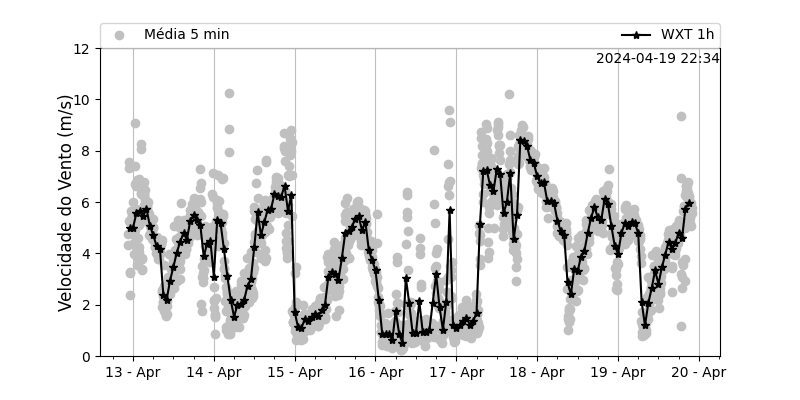 Média 5 min
WXT 1h
2024-04-19 22:34
Velocidade do Vento (m/s)
12
10
8
6
4
2
0
13 - Apr 14 - Apr 15 - Apr 16 - Apr 17 - Apr 18 - Apr 19 - Apr 20 - Apr